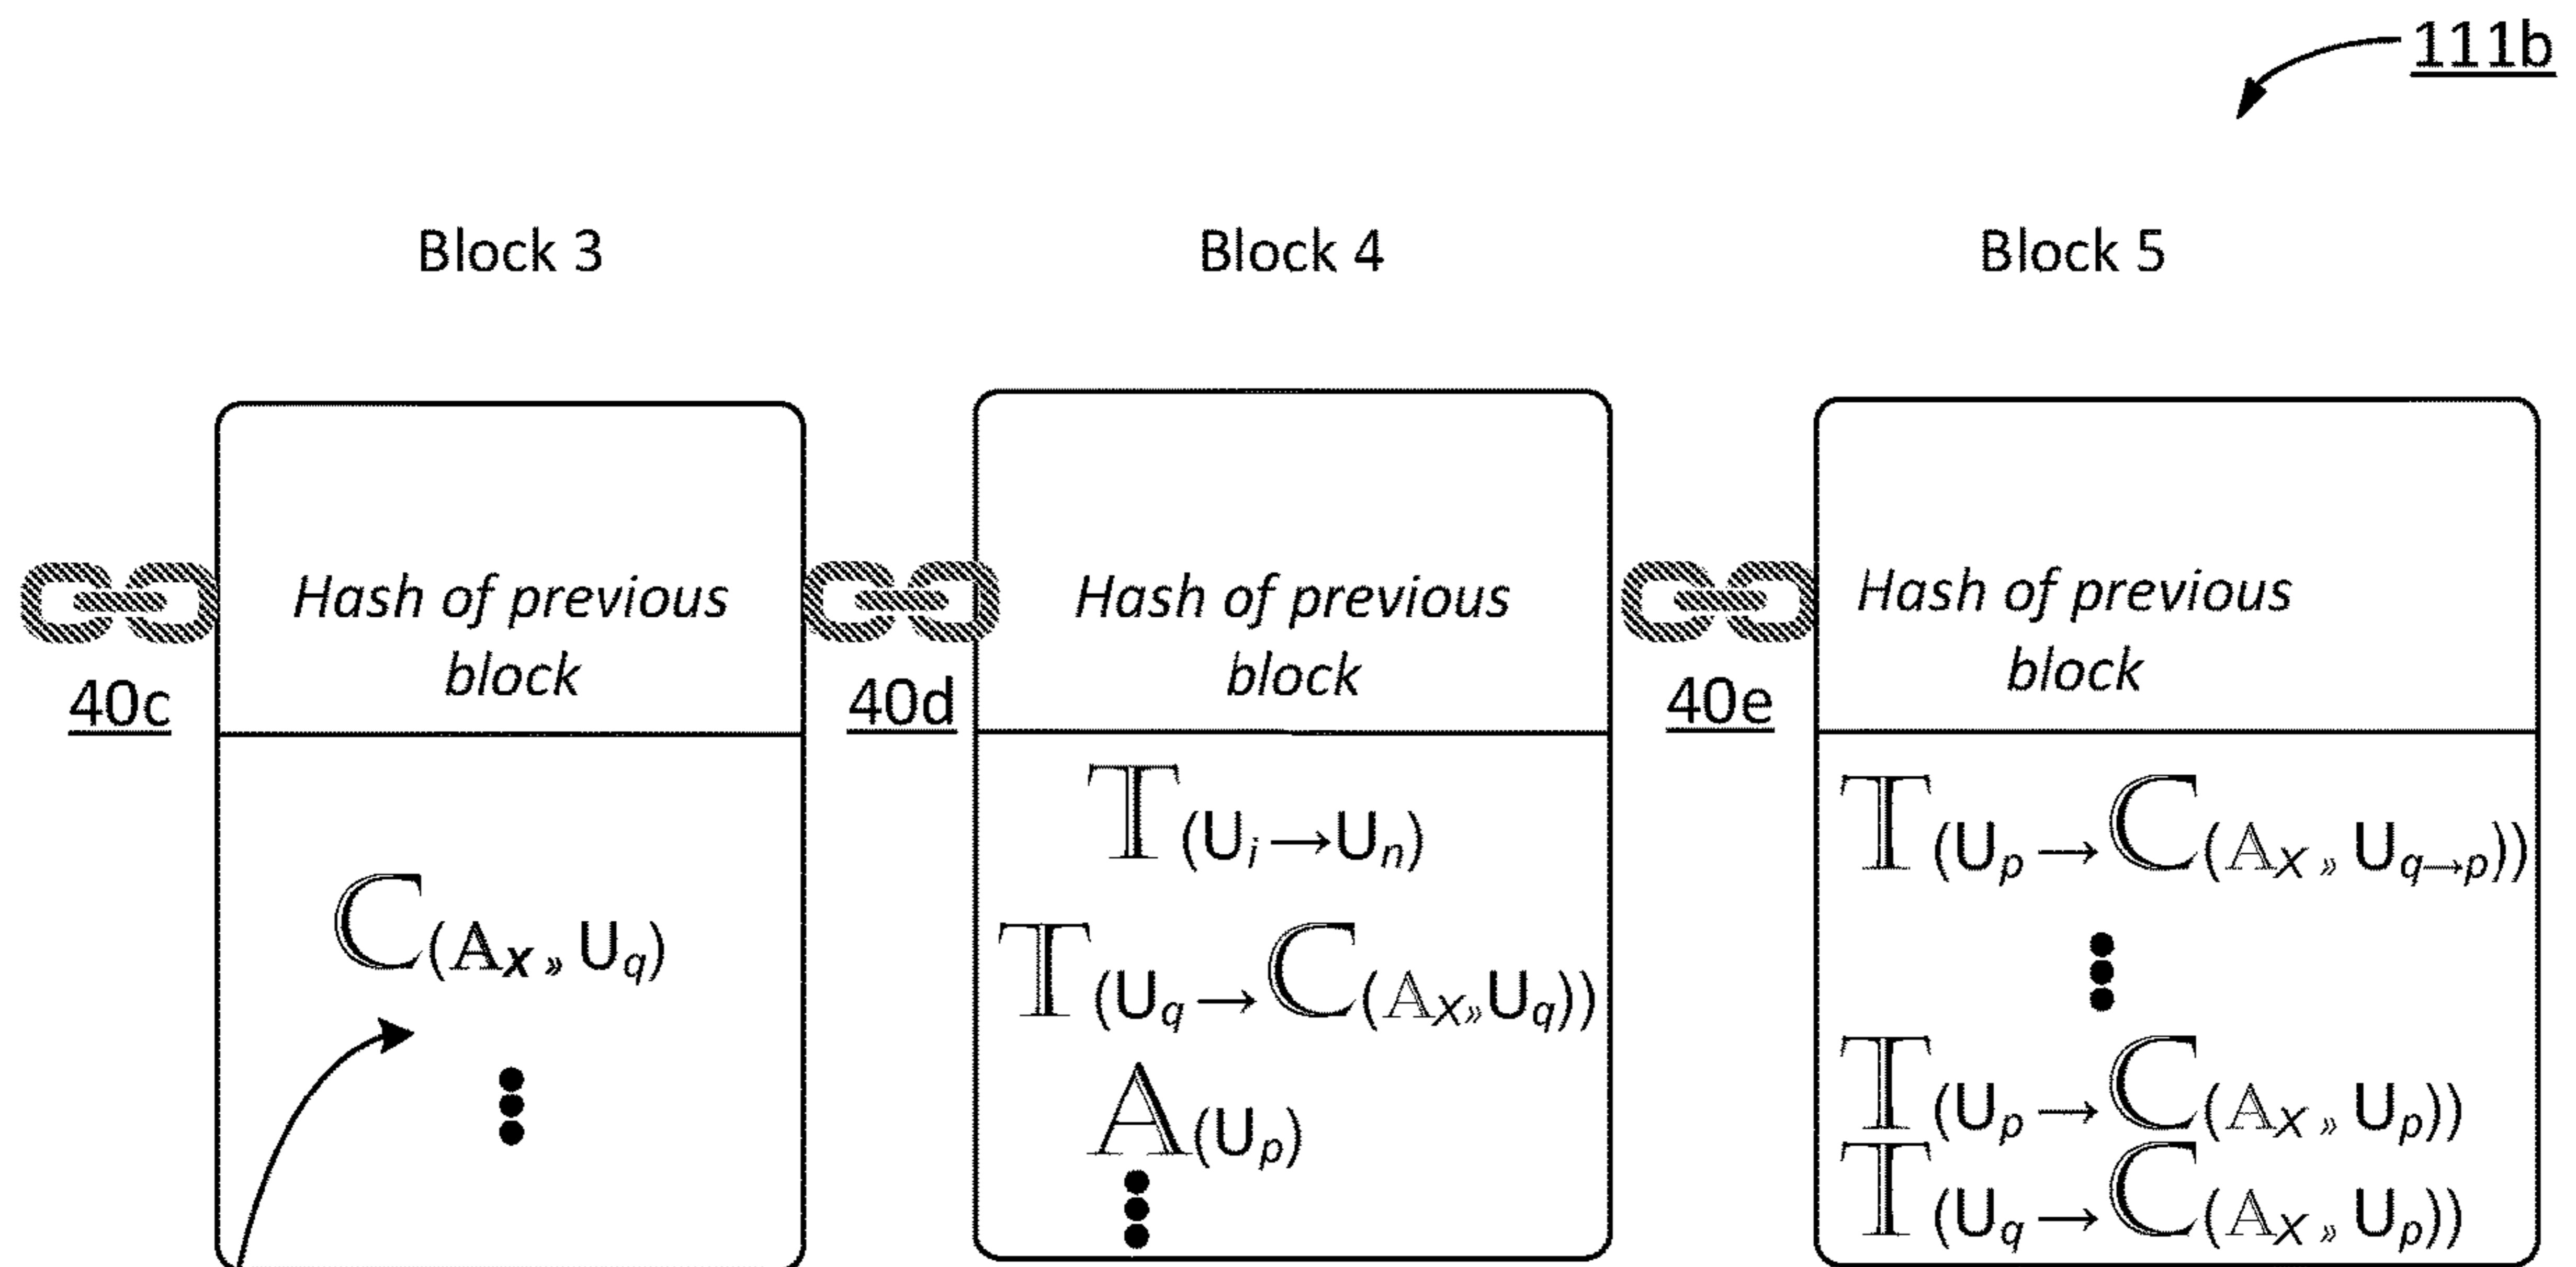 111b
Block 3
Block 4
Block 5
Hash of previous
block
40c
ℂ(𝔸X » Uq)
Hash of previous
block
40d
𝕋(Ui→Un)
𝕋(Uq→ℂ(𝔸X»Uq))
𝔸(Up)
Hash of previous
block
40e
𝕋(Up→ℂ(𝔸X » Uq→p))
𝕋(Up→ℂ(𝔸X » Up))
𝕋(Uq→ℂ(𝔸X » Up))